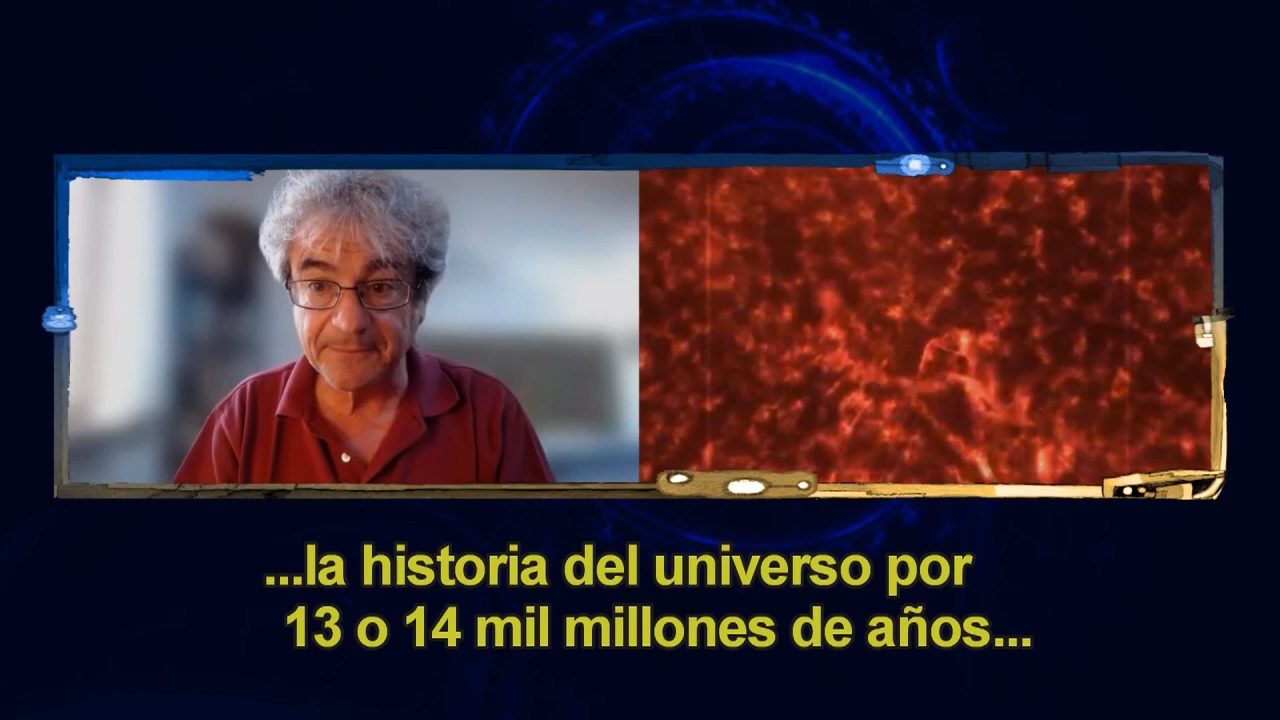 ...la historia del universo por
13 o 14 mil millones de años...